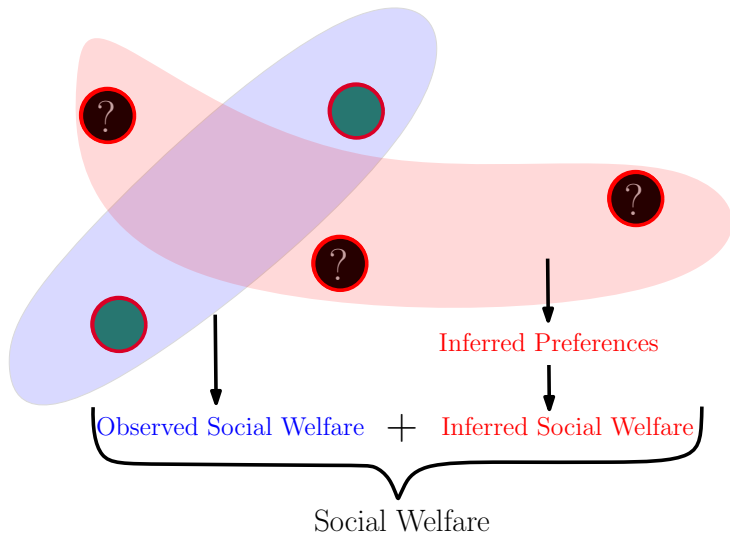 ?
?
?
Inferred Preferences
Observed Social Welfare + Inferred Social Welfare
Social Welfare